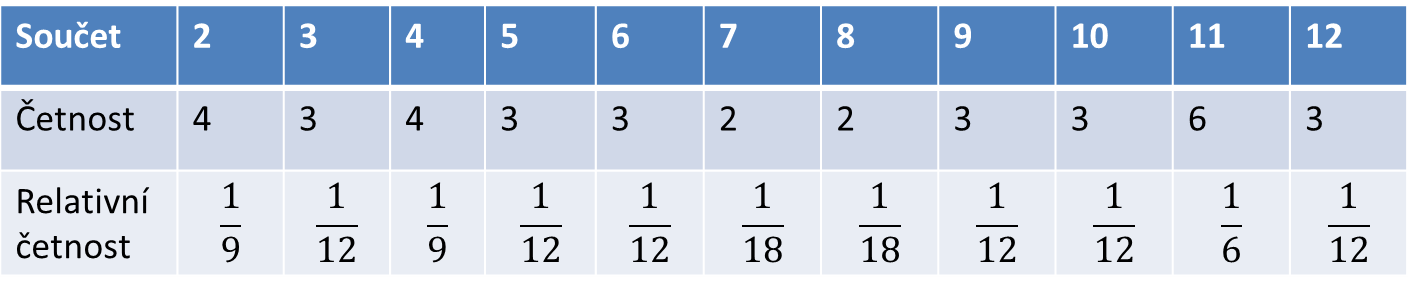 Součet 2 3 4 5 6 7 8 9 10 11 12
Četnost 4 3 4 3 3 2 2 3 3 6 3
Relativní četnost 1/9 1/12 1/9 1/12 1/12 1/18 1/18 1/12 1/12 1/6 1/12